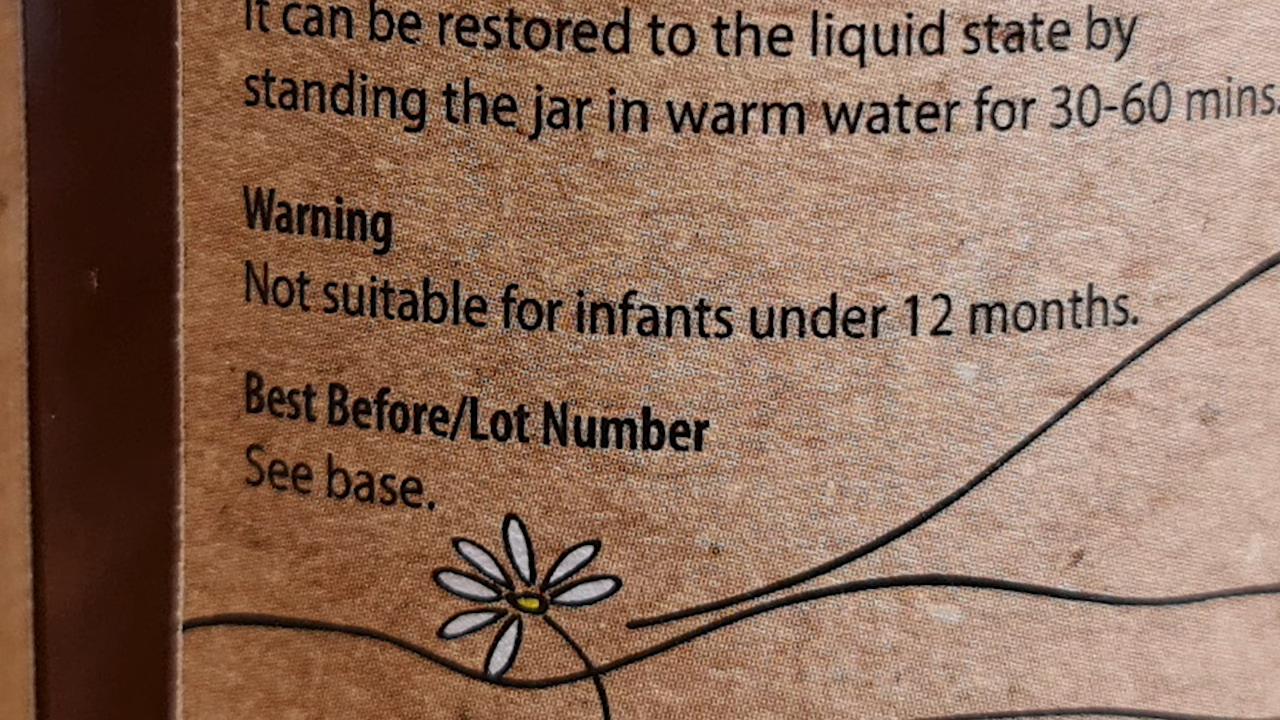 It can be restored to the liquid state by
standing the jar in warm water for 30-60 mins
Warning
Not suitable for infants under 12 months.
Best Before/Lot Number
See base.